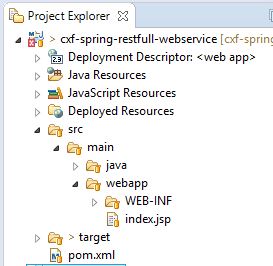 Project Explorer
> cxf-spring-restfull-webservice [cxf-spring
Deployment Descriptor: <web app>
Java Resources
JavaScript Resources
Deployed Resources
src
main
java
webapp
WEB-INF
index.jsp
> target
pom.xml